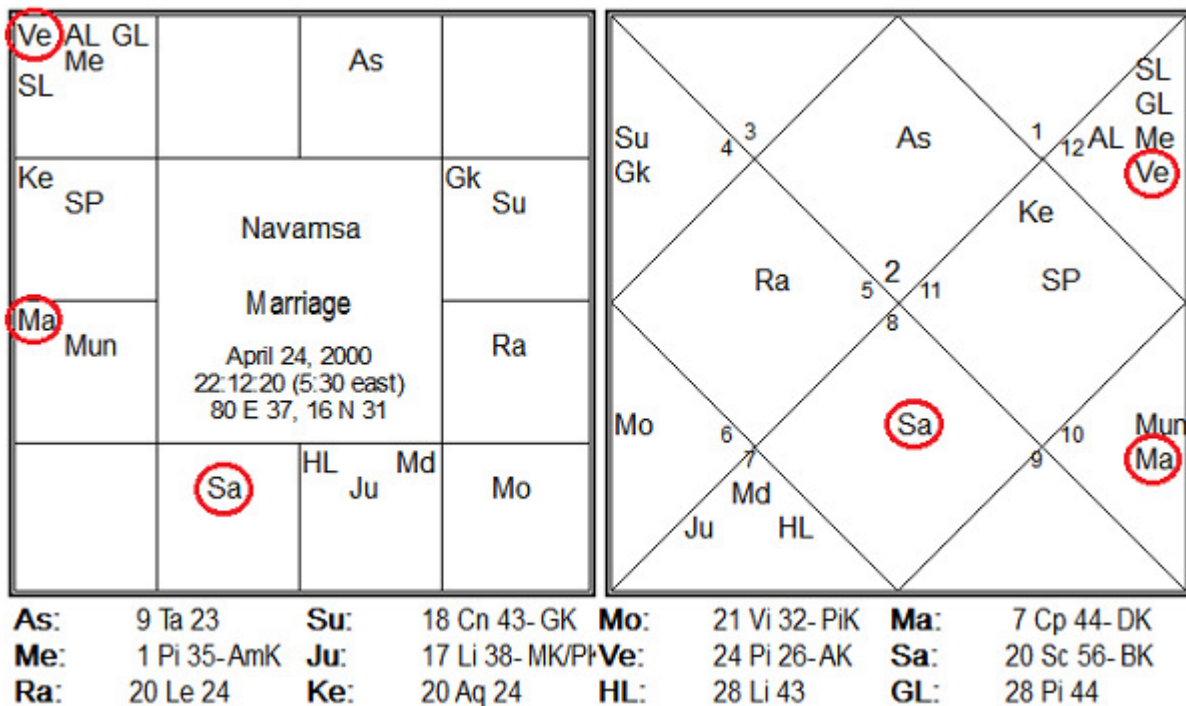 Ve AL GL
Me
SL
As
Ke
SP
Gk
Su
Ma
Mun
Ra
Sa
HL Md
Ju
Mo
Navamsa
Marriage
April 24, 2000
22:12:20 (5:30 east)
80 E 37, 16 N 31
Su
Gk
3
4
As
1
12 AL
SL
GL
Me
Ve
Ke
SP
Ra
2
5 11
8
Mo
6
7
Md
Ju HL
Sa
10
9
Mun
Ma
As: 9 Ta 23 Su: 18 Cn 43- GK Mo: 21 Vi 32- PiK Ma: 7 Cp 44- DK
Me: 1 Pi 35-AmK Ju: 17 Li 38- MK/PK Ve: 24 Pi 26-AK Sa: 20 Sc 56-BK
Ra: 20 Le 24 Ke: 20 Aq 24 HL: 28 Li 43 GL: 28 Pi 44